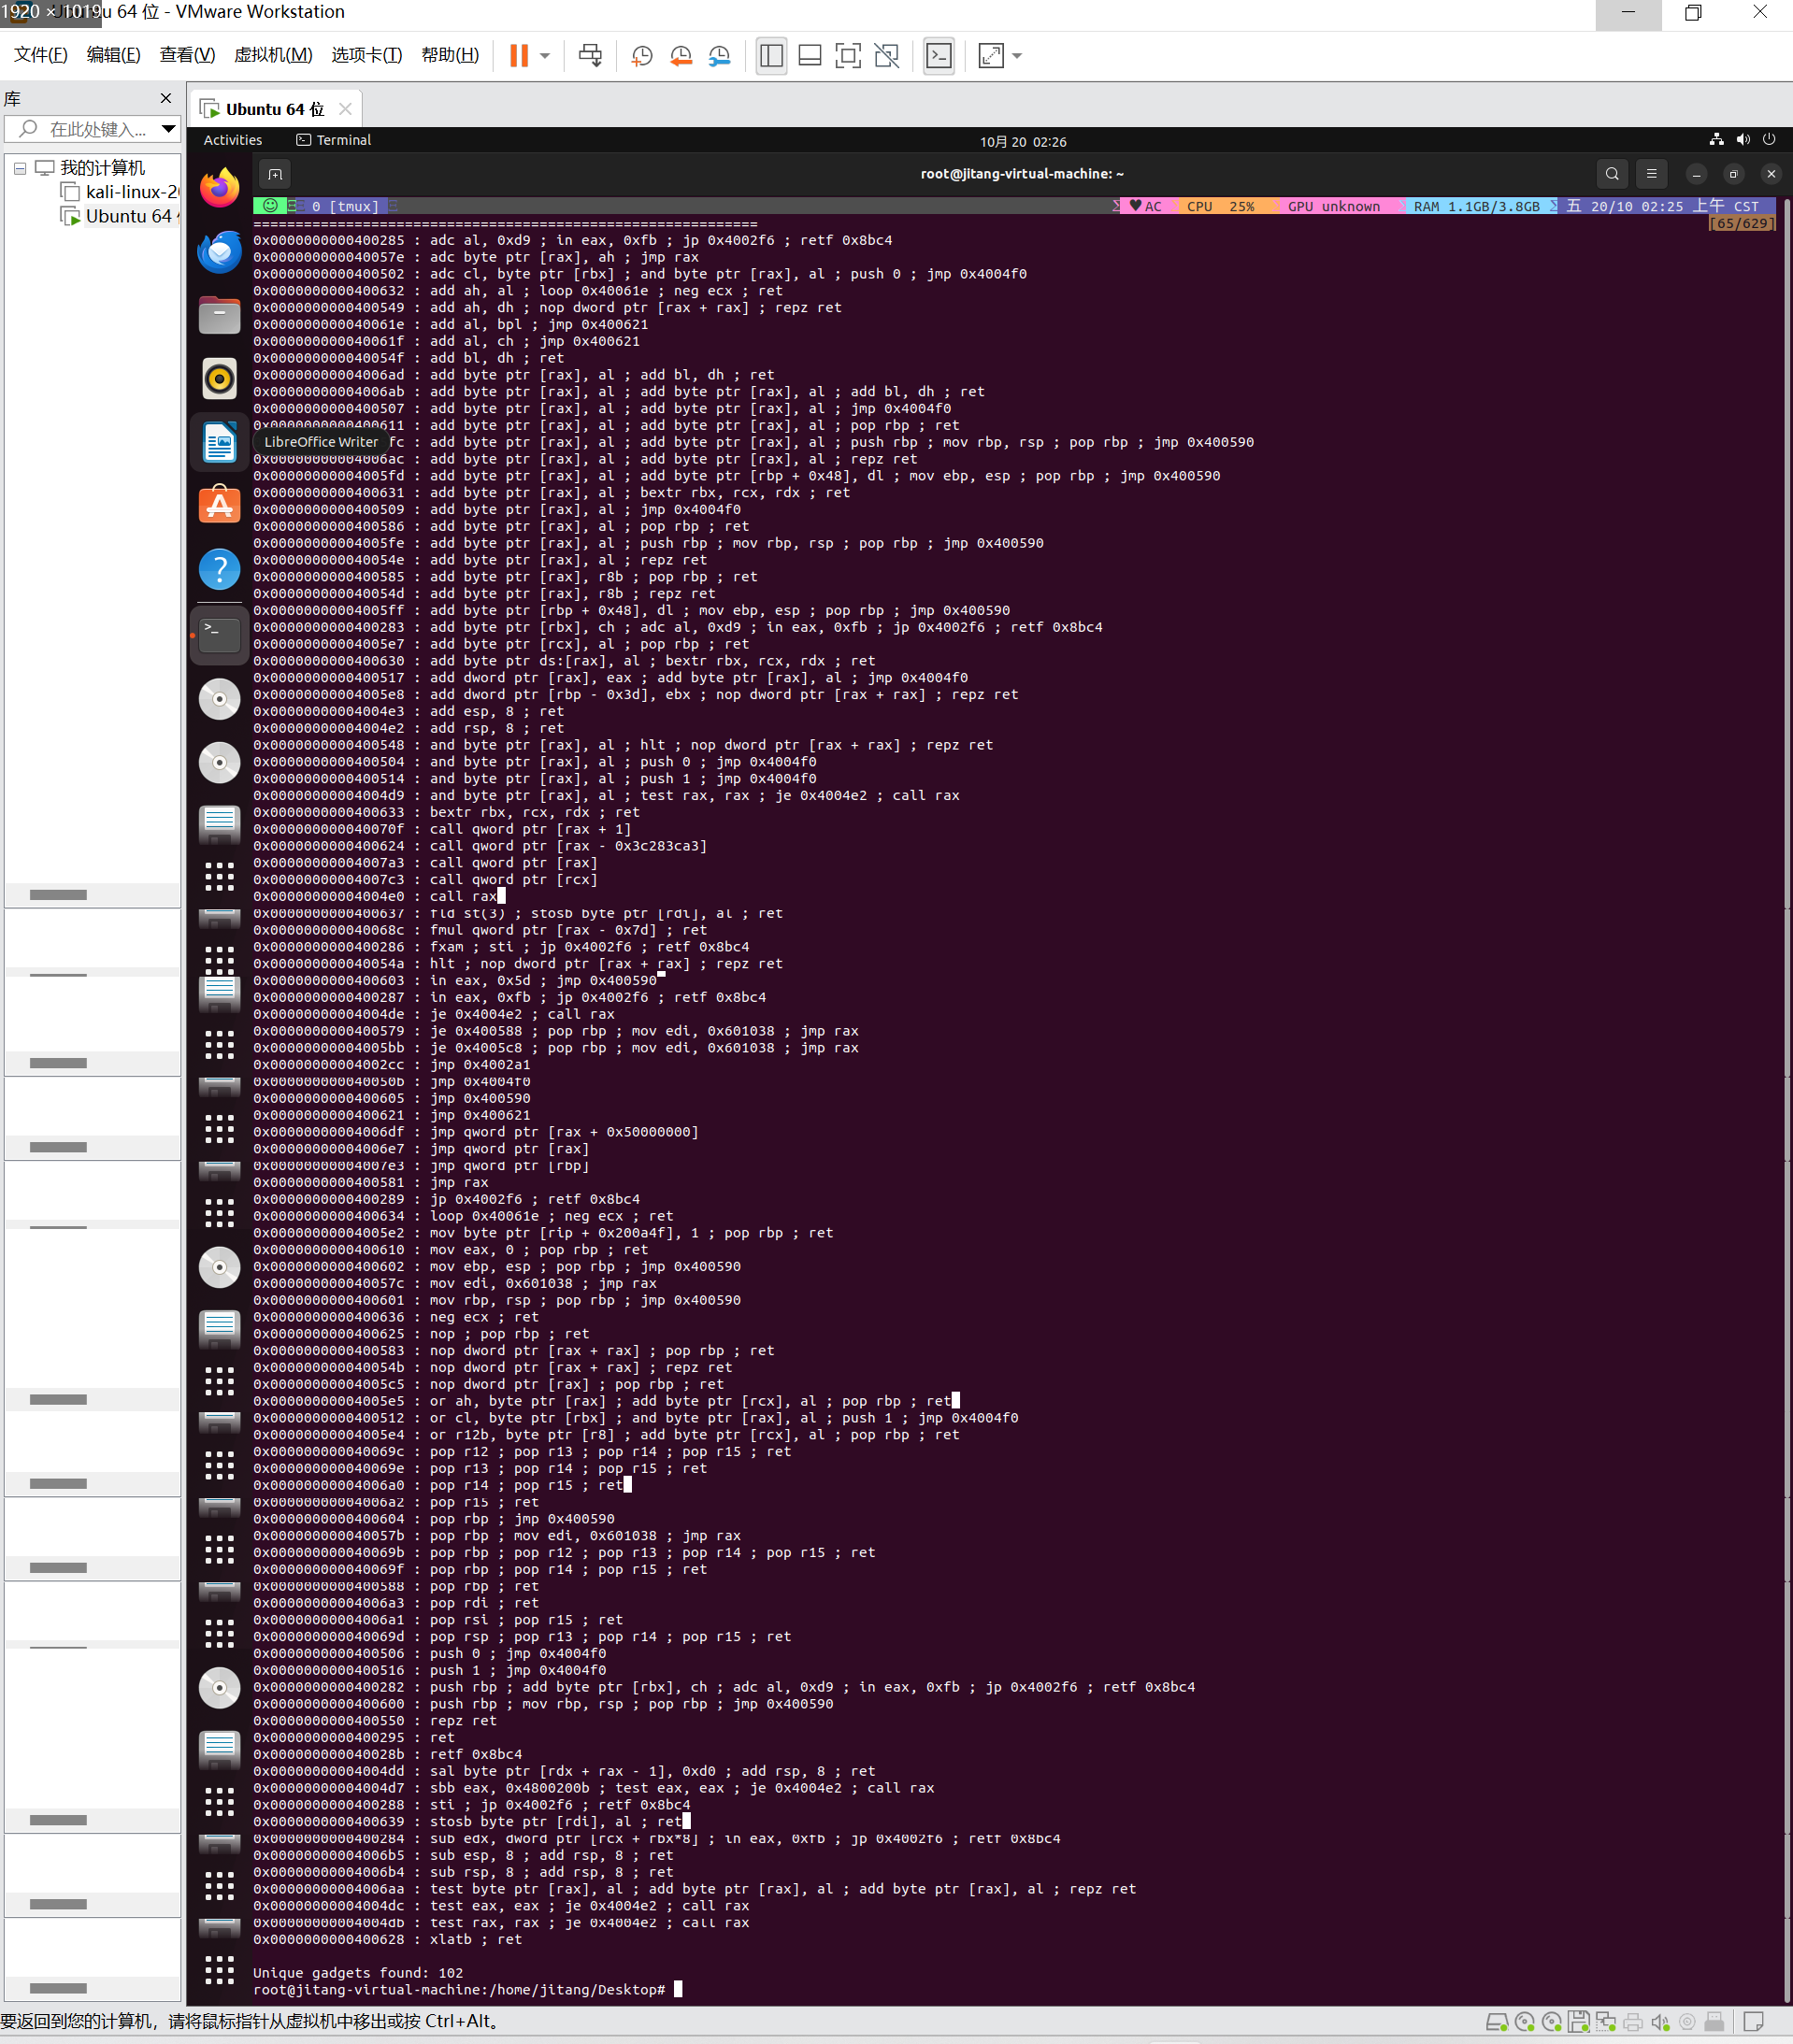 1920 × 1019
u 64 位 - VMware Workstation
文件(F) 编辑(E) 查看(V) 虚拟机(M) 选项卡(T) 帮助(H)
库
在此处键入...
我的计算机
kali-linux-2
Ubuntu 64
Ubuntu 64 位
Activities Terminal 10月 20 02:26
root@jitang-virtual-machine: ~
0 [tmux] ♥AC CPU 25% GPU unknown RAM 1.1GB/3.8GB 五 20/10 02:25 上午 CST
============================================================ [65/629]
0x0000000000400285 : adc al, 0xd9 ; in eax, 0xfb ; jp 0x4002f6 ; retf 0x8bc4
0x000000000040057e : adc byte ptr [rax], ah ; jmp rax
0x0000000000400502 : adc cl, byte ptr [rbx] ; and byte ptr [rax], al ; push 0 ; jmp 0x4004f0
0x0000000000400632 : add ah, al ; loop 0x40061e ; neg ecx ; ret
0x0000000000400549 : add ah, dh ; nop dword ptr [rax + rax] ; repz ret
0x000000000040061e : add al, bpl ; jmp 0x400621
0x000000000040061f : add al, ch ; jmp 0x400621
0x000000000040054f : add bl, dh ; ret
0x00000000004006ad : add byte ptr [rax], al ; add bl, dh ; ret
0x00000000004006ab : add byte ptr [rax], al ; add byte ptr [rax], al ; add bl, dh ; ret
0x0000000000400507 : add byte ptr [rax], al ; add byte ptr [rax], al ; jmp 0x4004f0
0x0000000000400611 : add byte ptr [rax], al ; add byte ptr [rax], al ; pop rbp ; ret
LibreOffice Writer
fc : add byte ptr [rax], al ; add byte ptr [rax], al ; push rbp ; mov rbp, rsp ; pop rbp ; jmp 0x400590
0x00000000004006ac : add byte ptr [rax], al ; add byte ptr [rax], al ; repz ret
0x00000000004005fd : add byte ptr [rax], al ; add byte ptr [rbp + 0x48], dl ; mov ebp, esp ; pop rbp ; jmp 0x400590
0x0000000000400631 : add byte ptr [rax], al ; bextr rbx, rcx, rdx ; ret
0x0000000000400509 : add byte ptr [rax], al ; jmp 0x4004f0
0x0000000000400586 : add byte ptr [rax], al ; pop rbp ; ret
0x00000000004005fe : add byte ptr [rax], al ; push rbp ; mov rbp, rsp ; pop rbp ; jmp 0x400590
0x000000000040054e : add byte ptr [rax], al ; repz ret
0x0000000000400585 : add byte ptr [rax], r8b ; pop rbp ; ret
0x000000000040054d : add byte ptr [rax], r8b ; repz ret
0x00000000004005ff : add byte ptr [rbp + 0x48], dl ; mov ebp, esp ; pop rbp ; jmp 0x400590
0x0000000000400283 : add byte ptr [rbx], ch ; adc al, 0xd9 ; in eax, 0xfb ; jp 0x4002f6 ; retf 0x8bc4
0x00000000004005e7 : add byte ptr [rcx], al ; pop rbp ; ret
0x0000000000400630 : add byte ptr ds:[rax], al ; bextr rbx, rcx, rdx ; ret
0x0000000000400517 : add dword ptr [rax], eax ; add byte ptr [rax], al ; jmp 0x4004f0
0x00000000004005e8 : add dword ptr [rbp - 0x3d], ebx ; nop dword ptr [rax + rax] ; repz ret
0x00000000004004e3 : add esp, 8 ; ret
0x00000000004004e2 : add rsp, 8 ; ret
0x0000000000400548 : and byte ptr [rax], al ; hlt ; nop dword ptr [rax + rax] ; repz ret
0x0000000000400504 : and byte ptr [rax], al ; push 0 ; jmp 0x4004f0
0x0000000000400514 : and byte ptr [rax], al ; push 1 ; jmp 0x4004f0
0x00000000004004d9 : and byte ptr [rax], al ; test rax, rax ; je 0x4004e2 ; call rax
0x0000000000400633 : bextr rbx, rcx, rdx ; ret
0x000000000040070f : call qword ptr [rax + 1]
0x0000000000400624 : call qword ptr [rax - 0x3c283ca3]
0x00000000004007a3 : call qword ptr [rax]
0x00000000004007c3 : call qword ptr [rcx]
0x00000000004004e0 : call rax
0x0000000000400637 : fld st(3) ; stosb byte ptr [rdi], al ; ret
0x000000000040068c : fmul qword ptr [rax - 0x7d] ; ret
0x0000000000400286 : fxam ; sti ; jp 0x4002f6 ; retf 0x8bc4
0x000000000040054a : hlt ; nop dword ptr [rax + rax] ; repz ret
0x0000000000400603 : in eax, 0x5d ; jmp 0x400590
0x0000000000400287 : in eax, 0xfb ; jp 0x4002f6 ; retf 0x8bc4
0x00000000004004de : je 0x4004e2 ; call rax
0x0000000000400579 : je 0x400588 ; pop rbp ; mov edi, 0x601038 ; jmp rax
0x00000000004005bb : je 0x4005c8 ; pop rbp ; mov edi, 0x601038 ; jmp rax
0x00000000004002cc : jmp 0x4002a1
0x000000000040050b : jmp 0x4004f0
0x0000000000400605 : jmp 0x400590
0x0000000000400621 : jmp 0x400621
0x00000000004006df : jmp qword ptr [rax + 0x50000000]
0x00000000004006e7 : jmp qword ptr [rax]
0x00000000004007e3 : jmp qword ptr [rbp]
0x0000000000400581 : jmp rax
0x0000000000400289 : jp 0x4002f6 ; retf 0x8bc4
0x0000000000400634 : loop 0x40061e ; neg ecx ; ret
0x00000000004005e2 : mov byte ptr [rip + 0x200a4f], 1 ; pop rbp ; ret
0x0000000000400610 : mov eax, 0 ; pop rbp ; ret
0x0000000000400602 : mov ebp, esp ; pop rbp ; jmp 0x400590
0x000000000040057c : mov edi, 0x601038 ; jmp rax
0x0000000000400601 : mov rbp, rsp ; pop rbp ; jmp 0x400590
0x0000000000400636 : neg ecx ; ret
0x0000000000400625 : nop ; pop rbp ; ret
0x0000000000400583 : nop dword ptr [rax + rax] ; pop rbp ; ret
0x000000000040054b : nop dword ptr [rax + rax] ; repz ret
0x00000000004005c5 : nop dword ptr [rax] ; pop rbp ; ret
0x00000000004005e5 : or ah, byte ptr [rax] ; add byte ptr [rcx], al ; pop rbp ; ret
0x0000000000400512 : or cl, byte ptr [rbx] ; and byte ptr [rax], al ; push 1 ; jmp 0x4004f0
0x00000000004005e4 : or r12b, byte ptr [r8] ; add byte ptr [rcx], al ; pop rbp ; ret
0x000000000040069c : pop r12 ; pop r13 ; pop r14 ; pop r15 ; ret
0x000000000040069e : pop r13 ; pop r14 ; pop r15 ; ret
0x00000000004006a0 : pop r14 ; pop r15 ; ret
0x00000000004006a2 : pop r15 ; ret
0x0000000000400604 : pop rbp ; jmp 0x400590
0x000000000040057b : pop rbp ; mov edi, 0x601038 ; jmp rax
0x000000000040069b : pop rbp ; pop r12 ; pop r13 ; pop r14 ; pop r15 ; ret
0x000000000040069f : pop rbp ; pop r14 ; pop r15 ; ret
0x0000000000400588 : pop rbp ; ret
0x00000000004006a3 : pop rdi ; ret
0x00000000004006a1 : pop rsi ; pop r15 ; ret
0x000000000040069d : pop rsp ; pop r13 ; pop r14 ; pop r15 ; ret
0x0000000000400506 : push 0 ; jmp 0x4004f0
0x0000000000400516 : push 1 ; jmp 0x4004f0
0x0000000000400282 : push rbp ; add byte ptr [rbx], ch ; adc al, 0xd9 ; in eax, 0xfb ; jp 0x4002f6 ; retf 0x8bc4
0x0000000000400600 : push rbp ; mov rbp, rsp ; pop rbp ; jmp 0x400590
0x0000000000400550 : repz ret
0x0000000000400295 : ret
0x000000000040028b : retf 0x8bc4
0x00000000004004dd : sal byte ptr [rdx + rax - 1], 0xd0 ; add rsp, 8 ; ret
0x00000000004004d7 : sbb eax, 0x4800200b ; test eax, eax ; je 0x4004e2 ; call rax
0x0000000000400288 : sti ; jp 0x4002f6 ; retf 0x8bc4
0x0000000000400639 : stosb byte ptr [rdi], al ; ret
0x0000000000400284 : sub edx, dword ptr [rcx + rbx*8] ; in eax, 0xfb ; jp 0x4002f6 ; retf 0x8bc4
0x00000000004006b5 : sub esp, 8 ; add rsp, 8 ; ret
0x00000000004006b4 : sub rsp, 8 ; add rsp, 8 ; ret
0x00000000004006aa : test byte ptr [rax], al ; add byte ptr [rax], al ; add byte ptr [rax], al ; repz ret
0x00000000004004dc : test eax, eax ; je 0x4004e2 ; call rax
0x00000000004004db : test rax, rax ; je 0x4004e2 ; call rax
0x0000000000400628 : xlatb ; ret
Unique gadgets found: 102
root@jitang-virtual-machine:/home/jitang/Desktop#
要返回到您的计算机，请将鼠标指针从虚拟机中移出或按 Ctrl+Alt。